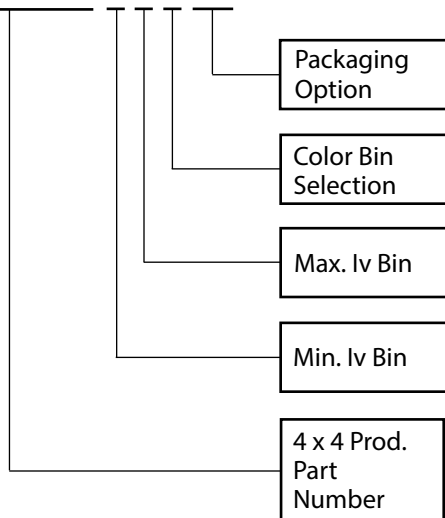 Packaging
Option
Color Bin
Selection
Max. Iv Bin
Min. Iv Bin
4 x 4 Prod.
Part
Number